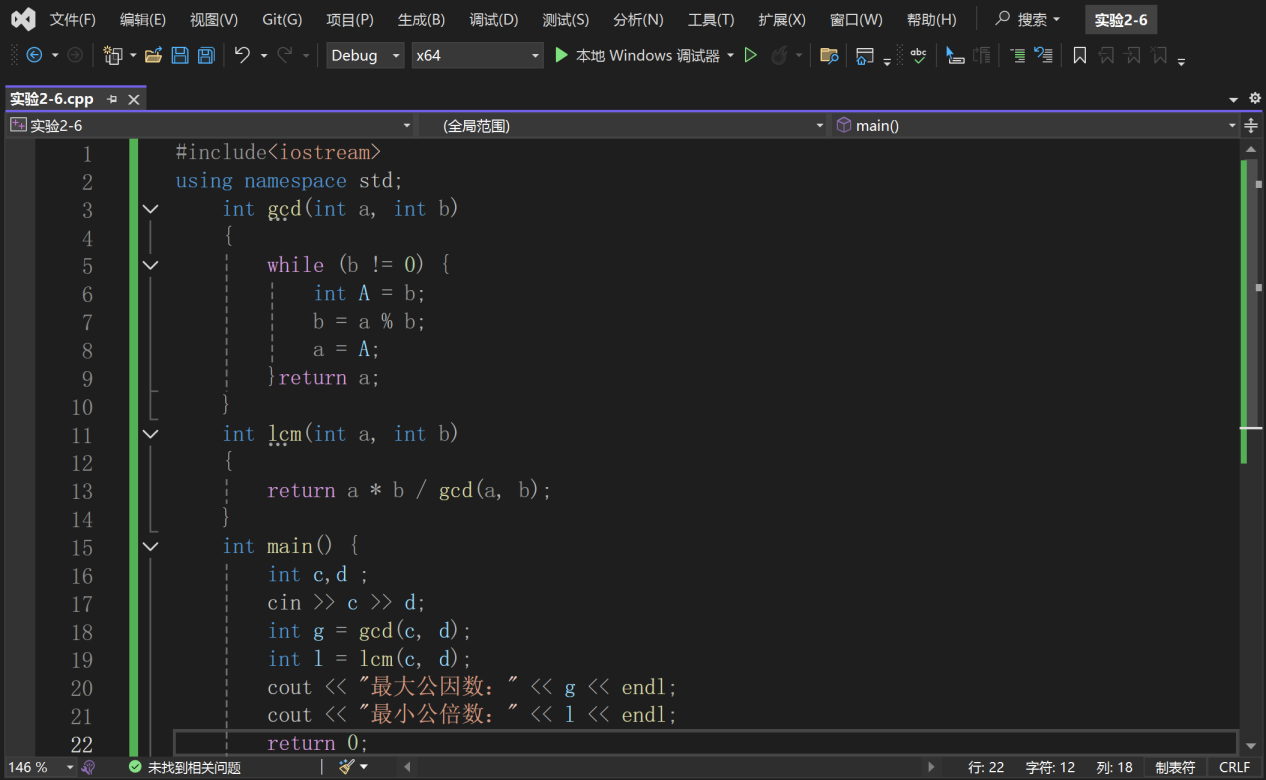 文件(F) 编辑(E) 视图(V) Git(G) 项目(P) 生成(B) 调试(D) 测试(S) 分析(N) 工具(T) 扩展(X) 窗口(W) 帮助(H) 搜索 实验2-6
Debug x64 本地 Windows 调试器 abc
实验2-6.cpp
实验2-6 (全局范围) main()
1 #include<iostream>
2 using namespace std;
3 int gcd(int a, int b)
4 {
5 while (b != 0) {
6 int A = b;
7 b = a % b;
8 a = A;
9 }return a;
10 }
11 int lcm(int a, int b)
12 {
13 return a * b / gcd(a, b);
14 }
15 int main() {
16 int c,d ;
17 cin >> c >> d;
18 int g = gcd(c, d);
19 int l = lcm(c, d);
20 cout << "最大公因数：" << g << endl;
21 cout << "最小公倍数：" << l << endl;
22 return 0;
146 % 未找到相关问题 行: 22 字符: 12 列: 18 制表符 CRLF